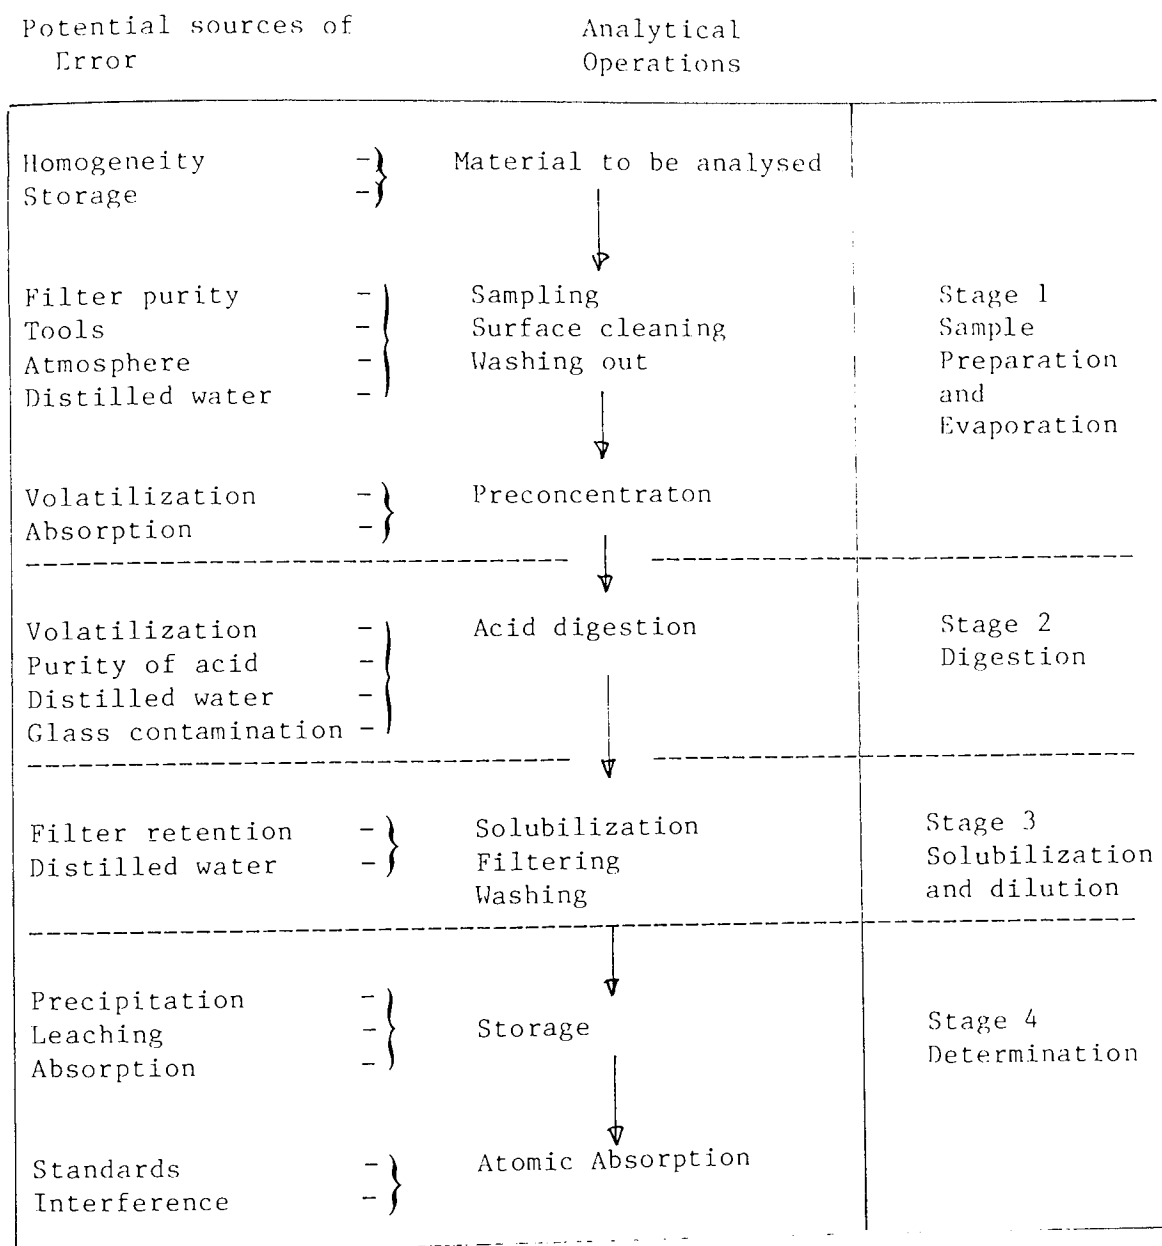 Potential sources of Error
Analytical Operations
Homogeneity -
Storage -
Material to be analysed
Filter purity -
Tools -
Atmosphere -
Distilled water -
Sampling
Surface cleaning
Washing out
Stage 1
Sample
Preparation
and
Evaporation
Volatilization -
Absorption -
Preconcentraton
Volatilization -
Purity of acid -
Distilled water -
Glass contamination -
Acid digestion
Stage 2
Digestion
Filter retention -
Distilled water -
Solubilization
Filtering
Washing
Stage 3
Solubilization
and dilution
Precipitation -
Leaching -
Absorption -
Storage
Stage 4
Determination
Standards -
Interference -
Atomic Absorption